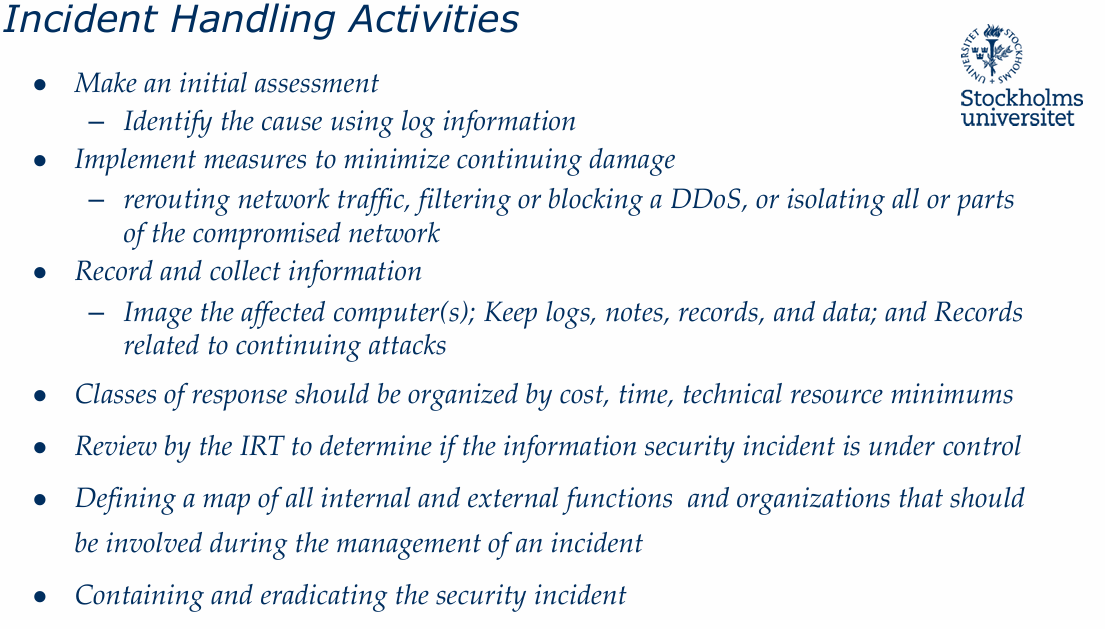 Incident Handling Activities
STOCKHOLMS UNIVERSITET
Stockholms
universitet
● Make an initial assessment
– Identify the cause using log information
● Implement measures to minimize continuing damage
– rerouting network traffic, filtering or blocking a DDoS, or isolating all or parts
of the compromised network
● Record and collect information
– Image the affected computer(s); Keep logs, notes, records, and data; and Records
related to continuing attacks
● Classes of response should be organized by cost, time, technical resource minimums
● Review by the IRT to determine if the information security incident is under control
● Defining a map of all internal and external functions  and organizations that should
be involved during the management of an incident
● Containing and eradicating the security incident